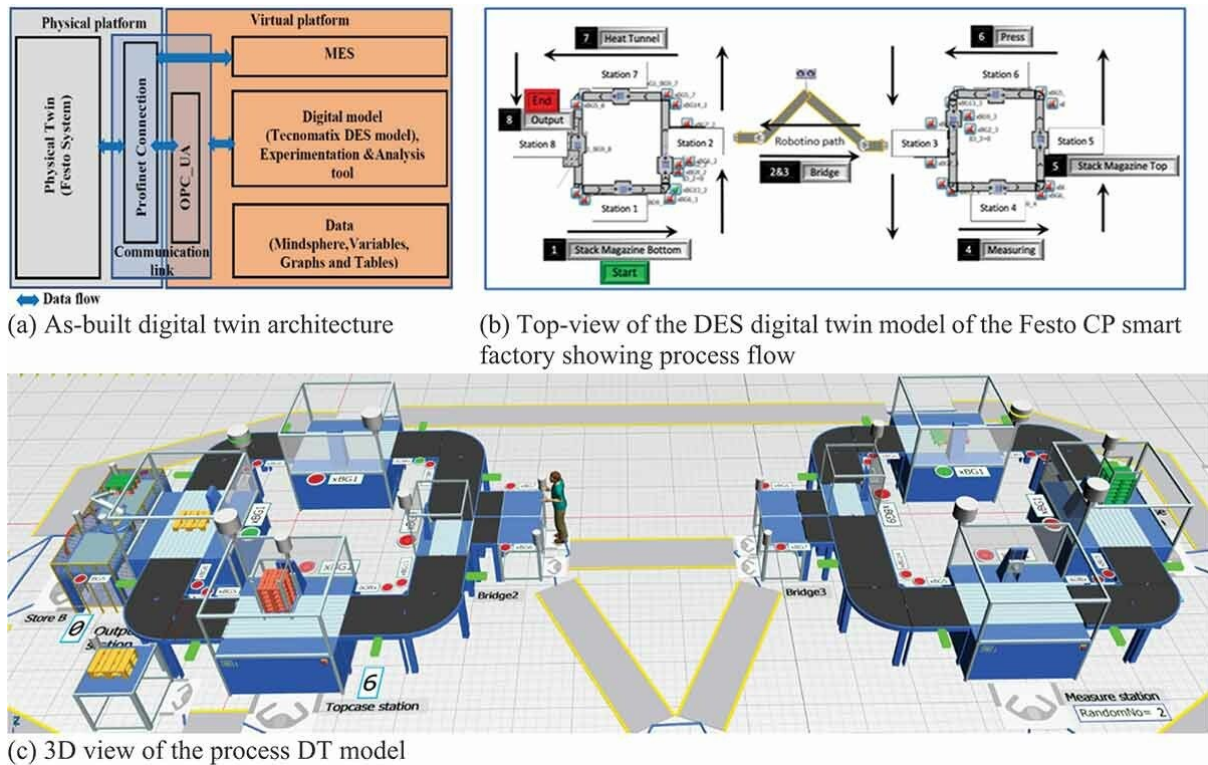 Physical platform
Virtual platform
Physical Twin
(Festo System)
Profinet Connection
OPC_UA
Communication
link
MES
Digital model
(Tecnomatix DES model),
Experimentation &Analysis
tool
Data
(Mindsphere,Variables,
Graphs and Tables)
Data flow
(a) As-built digital twin architecture
7 Heat Tunnel
Station 7
End
8 Output
Station 8
Station 2
Station 1
1 Stack Magazine Bottom
Start
Robotino path
2&3 Bridge
6 Press
Station 6
Station 3
Station 5
5 Stack Magazine Top
Station 4
4 Measuring
(b) Top-view of the DES digital twin model of the Festo CP smart
factory showing process flow
xBG1
xBG1
xBG1
Bridge2
Store B
0
Output
6
Topcase station
xBG1
xBG9
xBG1
Bridge3
Measure station
RandomNo= 2
(c) 3D view of the process DT model